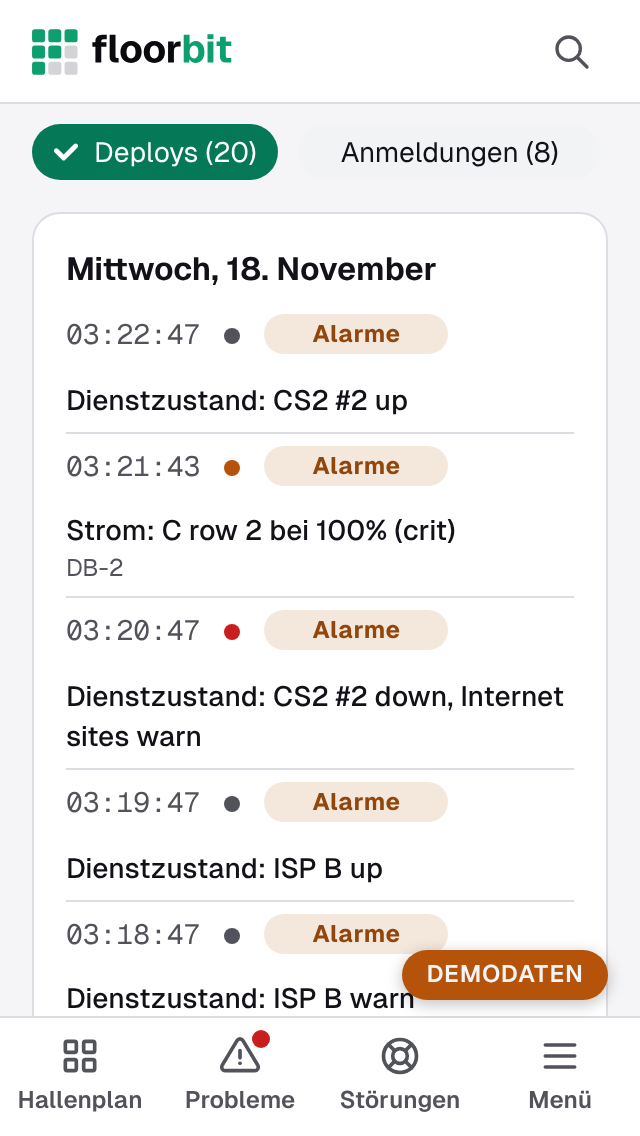 floorbit
Deploys (20)
Anmeldungen (8)
Mittwoch, 18. November
03:22:47 Alarme
Dienstzustand: CS2 #2 up
03:21:43 Alarme
Strom: C row 2 bei 100% (crit)
DB-2
03:20:47 Alarme
Dienstzustand: CS2 #2 down, Internet
sites warn
03:19:47 Alarme
Dienstzustand: ISP B up
03:18:47 Alarme
Dienstzustand: ISP B warn
DEMODATEN
Hallenplan
Probleme
Störungen
Menü